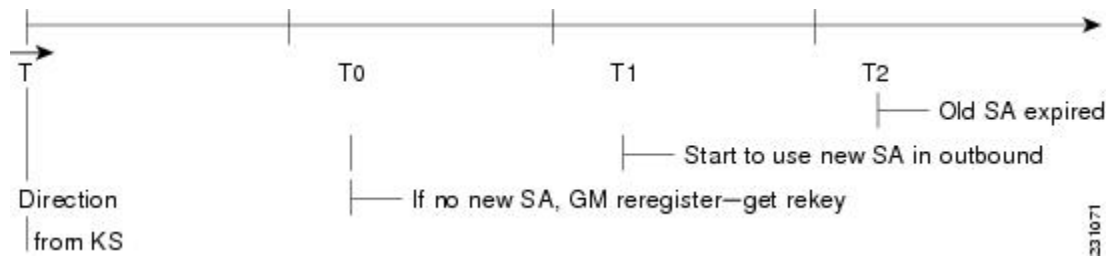 T
T0
T1
T2
Old SA expired
Start to use new SA in outbound
If no new SA, GM reregister—get rekey
Direction
from KS
231071